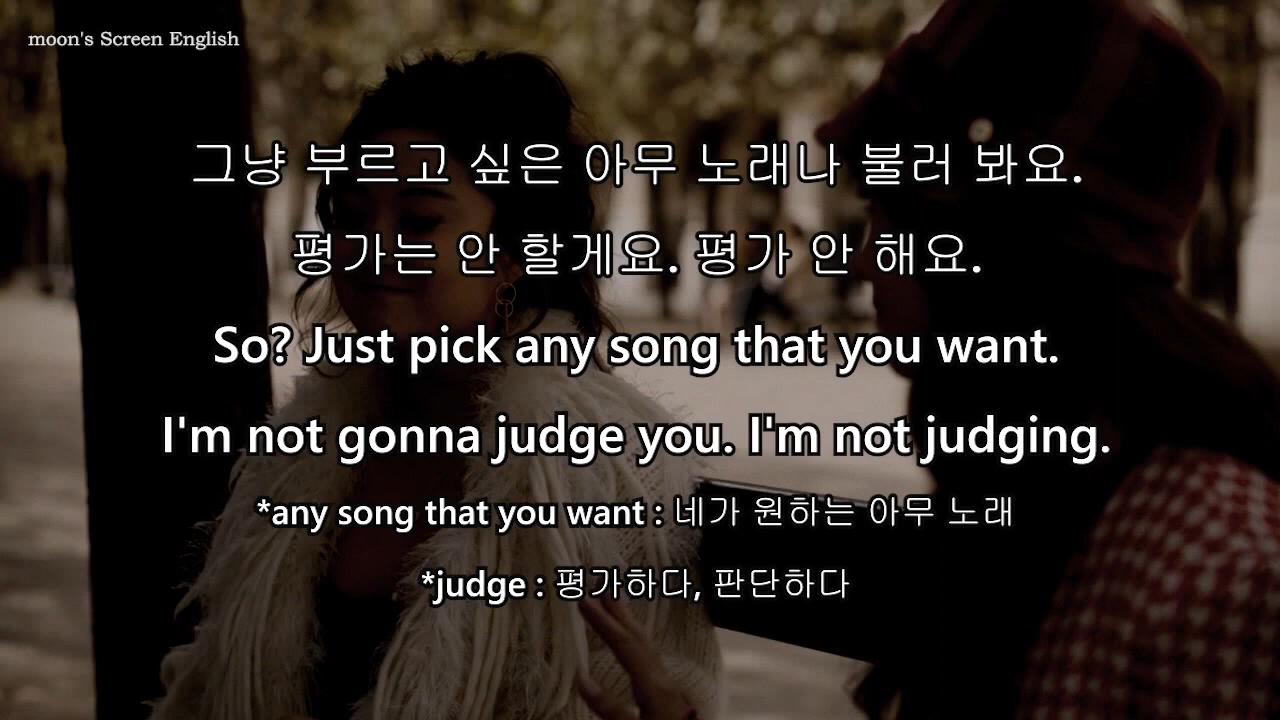 moon's Screen English
그냥 부르고 싶은 아무 노래나 불러 봐요.
평가는 안 할게요. 평가 안 해요.
So? Just pick any song that you want.
I'm not gonna judge you. I'm not judging.
*any song that you want : 네가 원하는 아무 노래
*judge : 평가하다, 판단하다